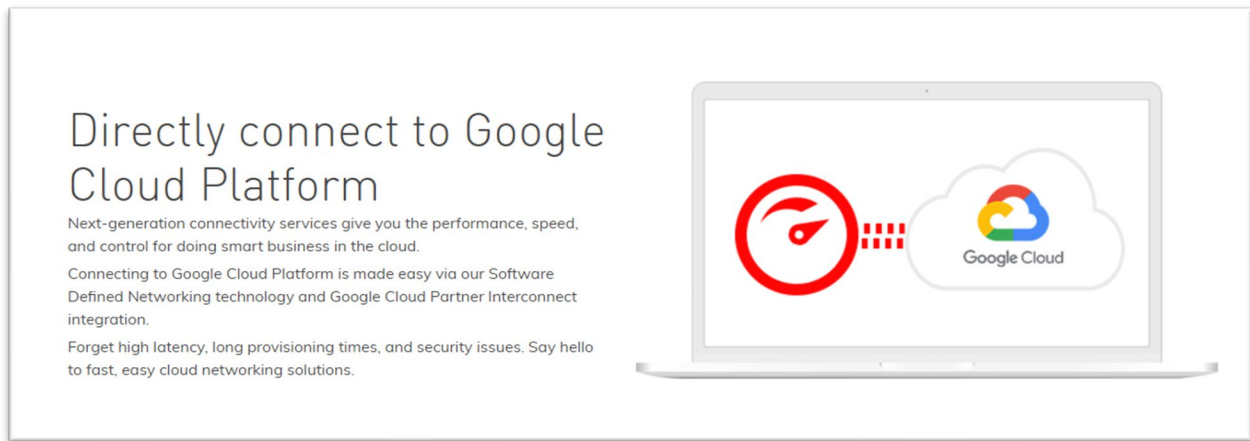 Directly connect to Google
Cloud Platform
Next-generation connectivity services give you the performance, speed,
and control for doing smart business in the cloud.
Connecting to Google Cloud Platform is made easy via our Software
Defined Networking technology and Google Cloud Partner Interconnect
integration.
Forget high latency, long provisioning times, and security issues. Say hello
to fast, easy cloud networking solutions.
Google Cloud